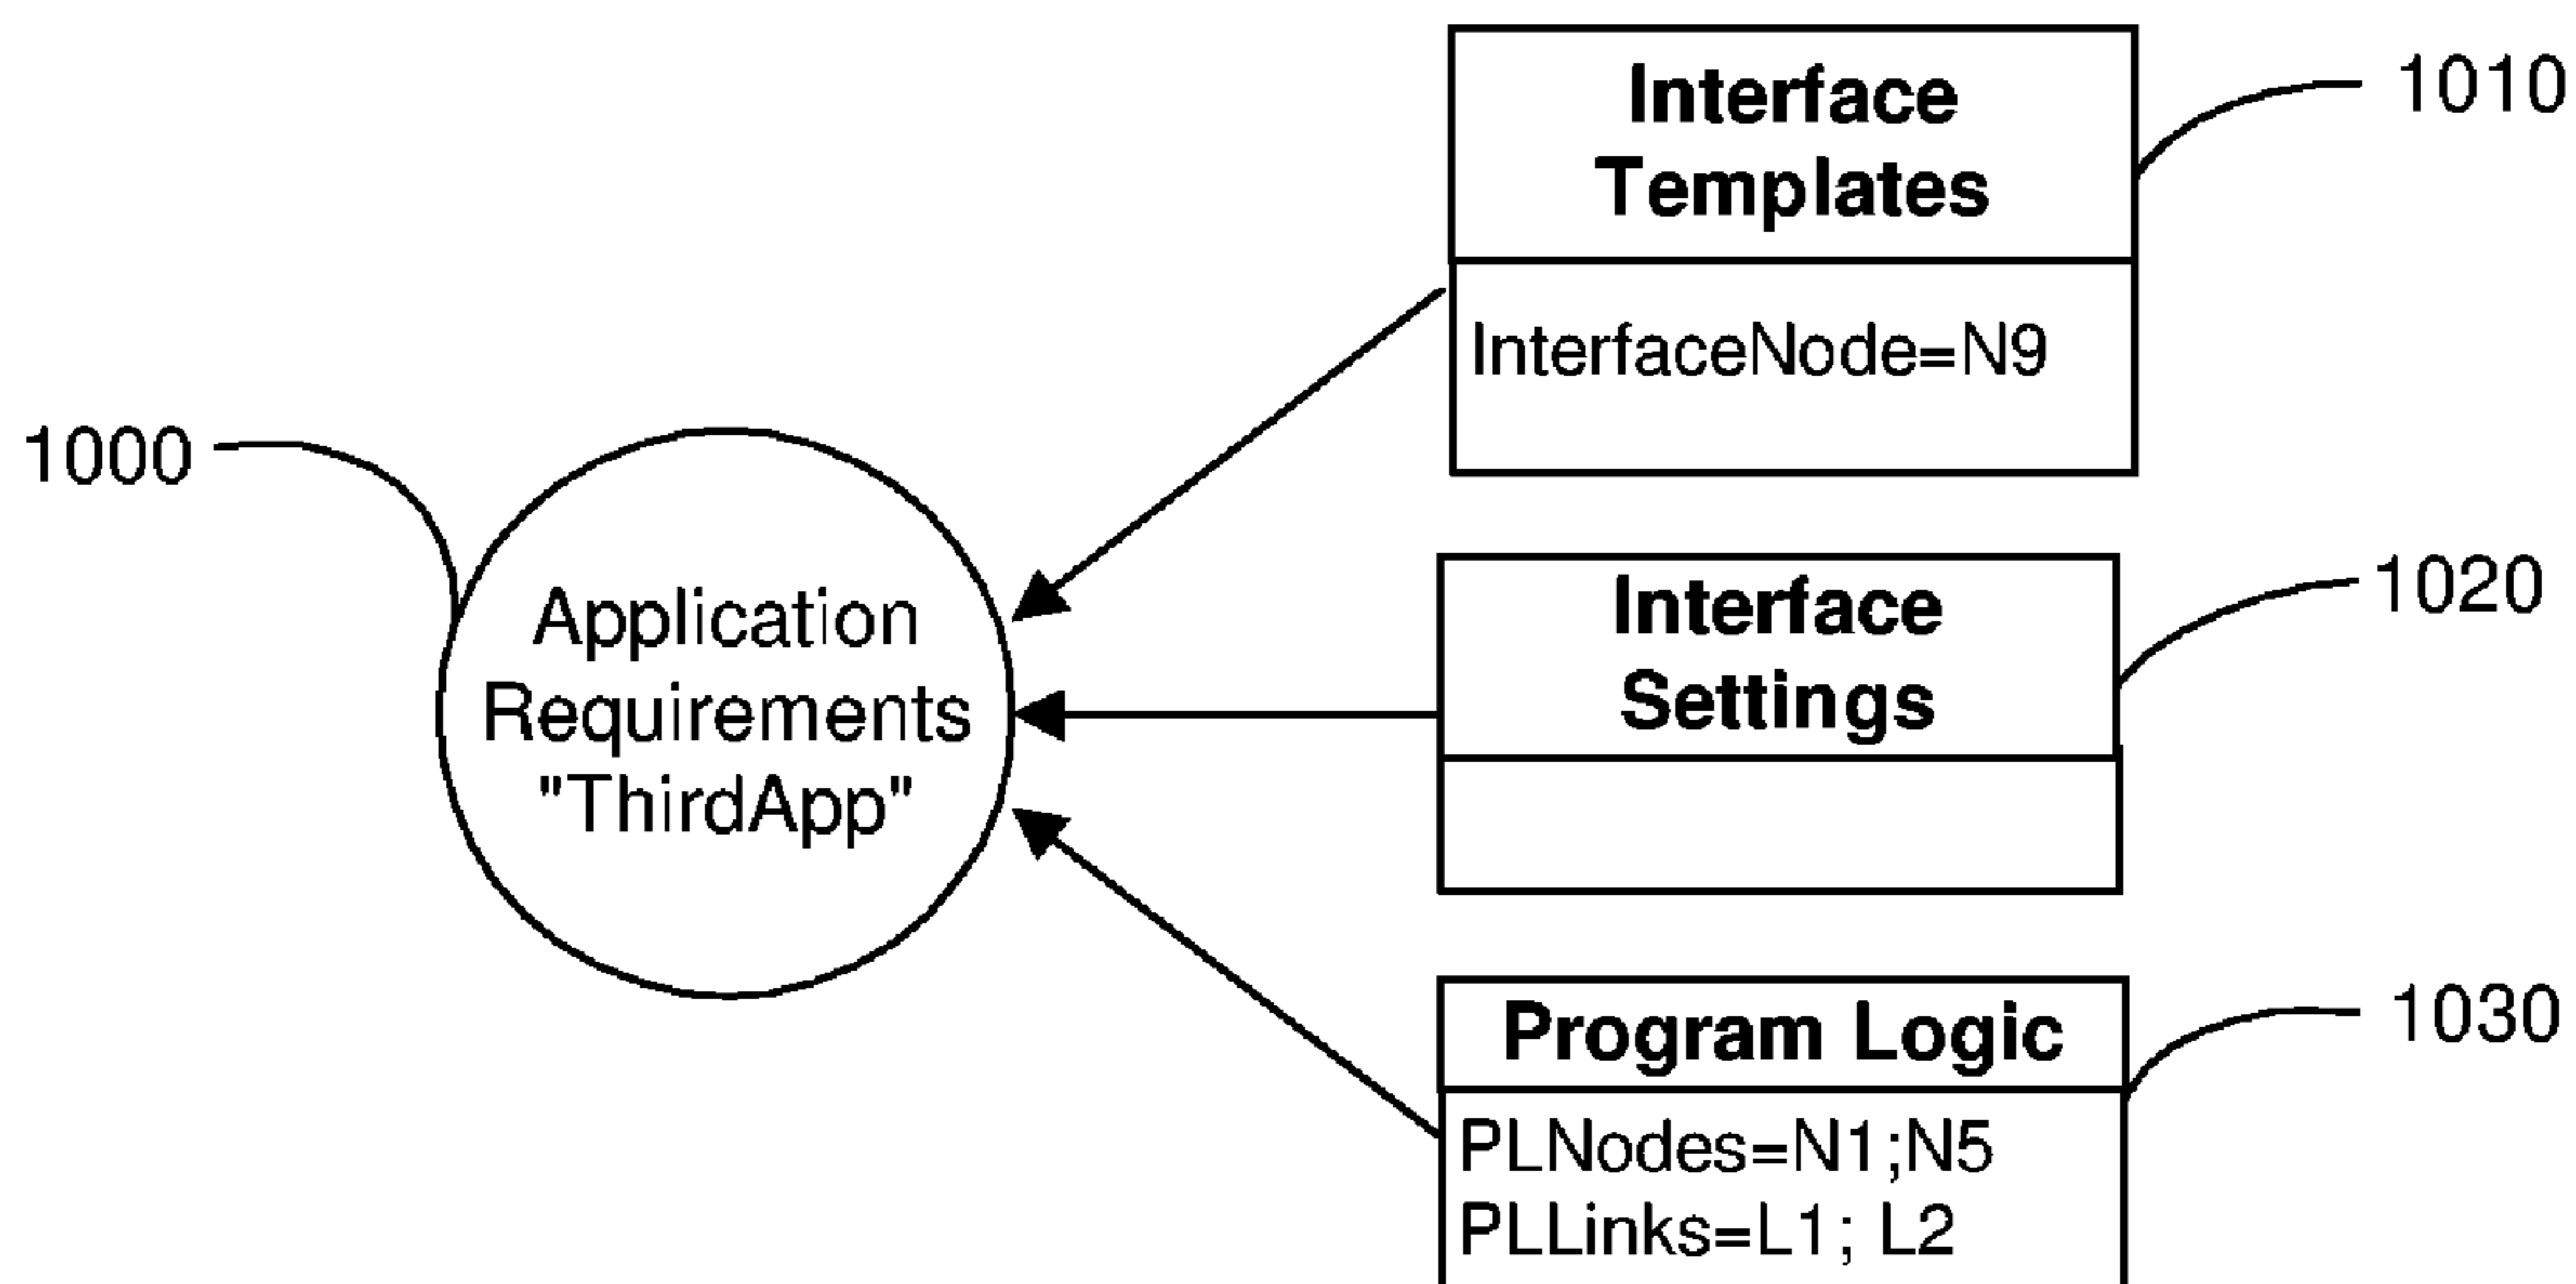 Interface
Templates
1010
InterfaceNode=N9
1000
Application
Requirements
"ThirdApp"
Interface
Settings
1020
Program Logic
1030
PLNodes=N1;N5
PLLinks=L1; L2